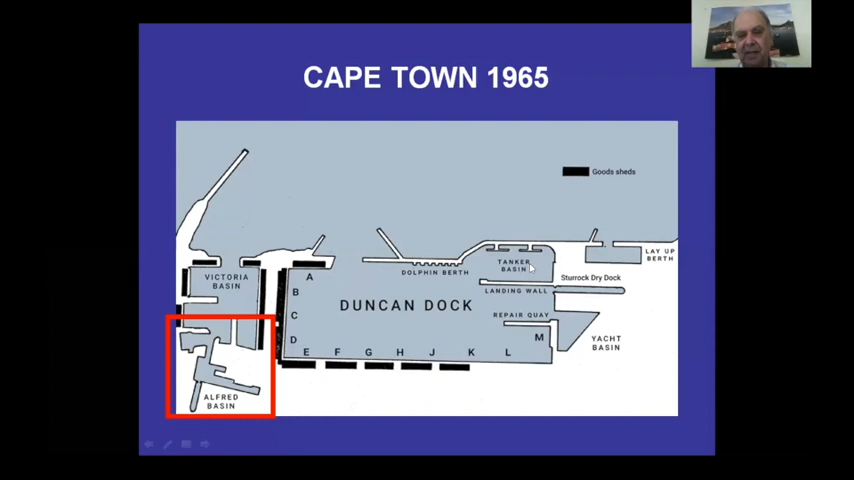 CAPE TOWN 1965
Goods sheds
LAY UP
BERTH
TANKER
BASIN
DOLPHIN BERTH
Sturrock Dry Dock
VICTORIA
BASIN
A
B
LANDING WALL
DUNCAN DOCK
C
REPAIR QUAY
D
M
YACHT
BASIN
E F G H J K L
ALFRED
BASIN